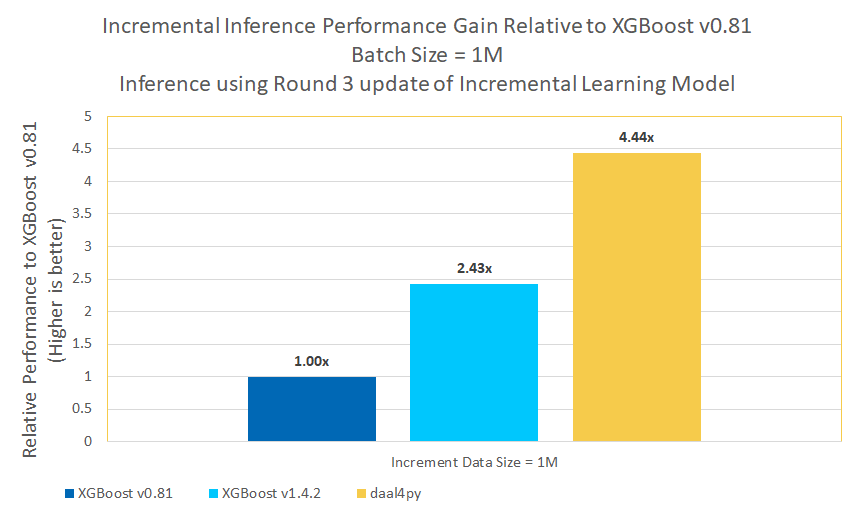 Incremental Inference Performance Gain Relative to XGBoost v0.81
Batch Size = 1M
Inference using Round 3 update of Incremental Learning Model
Relative Performance to XGBoost v0.81
(Higher is better)
5
4.5
4
3.5
3
2.5
2
1.5
1
0.5
0
1.00x
2.43x
4.44x
Increment Data Size = 1M
XGBoost v0.81
XGBoost v1.4.2
daal4py